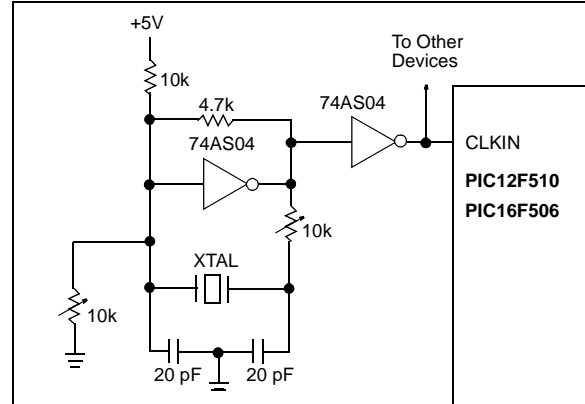 +5V
To Other
Devices
10k
4.7k
74AS04
74AS04
CLKIN
PIC12F510
PIC16F506
10k
XTAL
10k
20 pF
20 pF